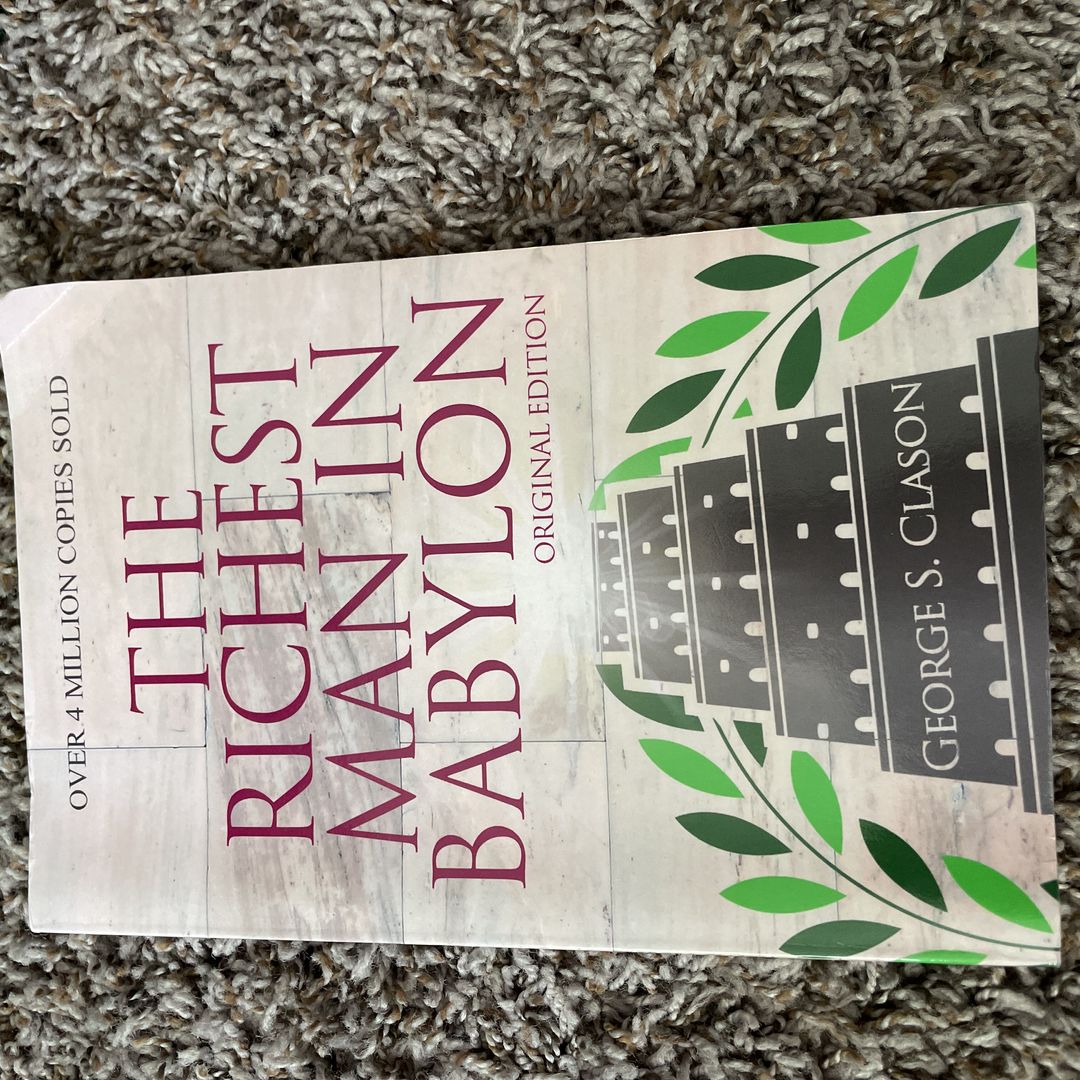 OVER 4 MILLION COPIES SOLD
THE
RICHEST
MAN IN
BABYLON
ORIGINAL EDITION
GEORGE S. CLASON